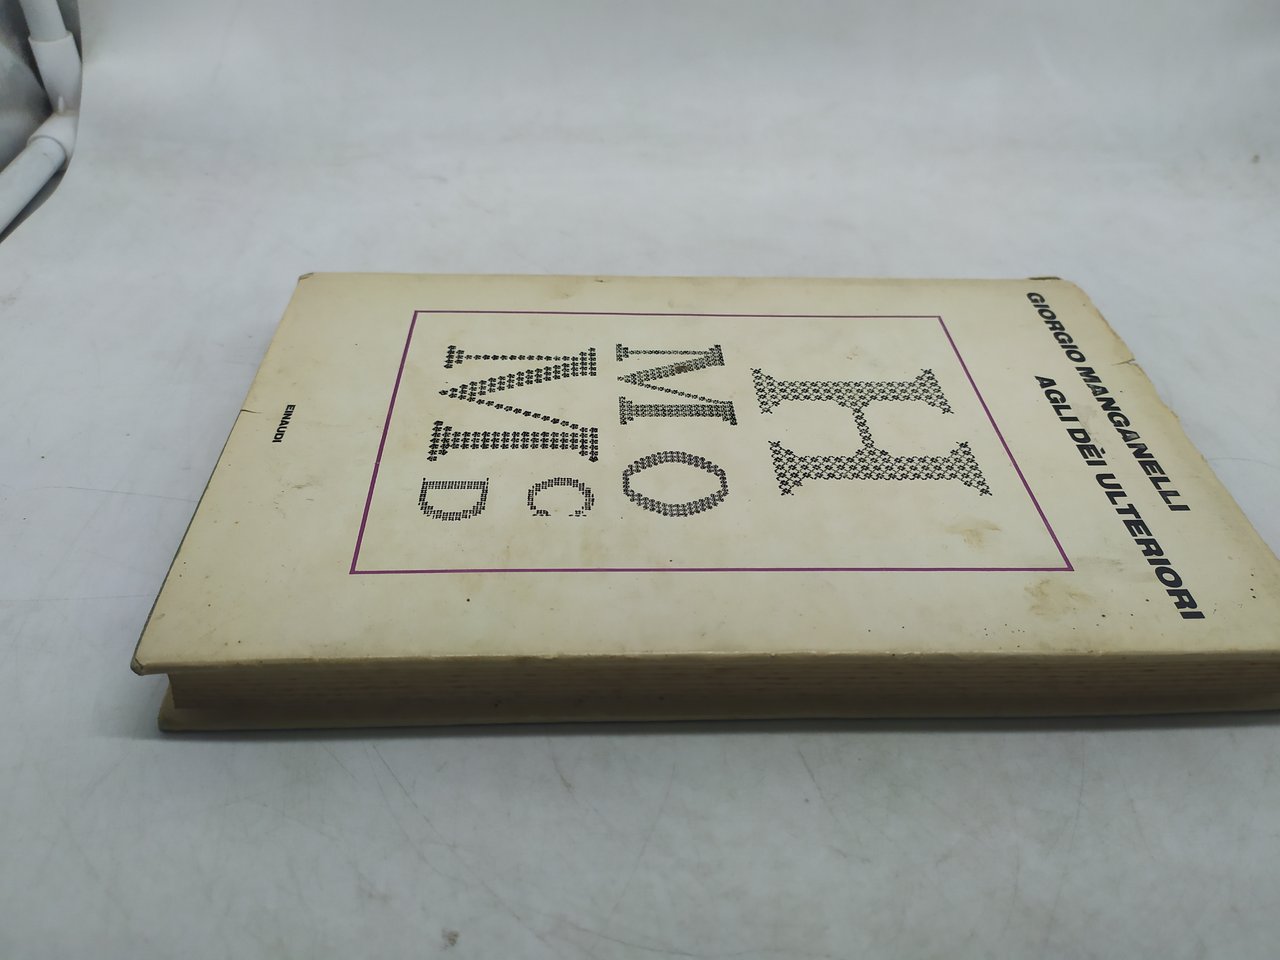 GIORGIO MANGANELLI
AGLI DÈI ULTERIORI
H
M O
M C D
EINAUDI